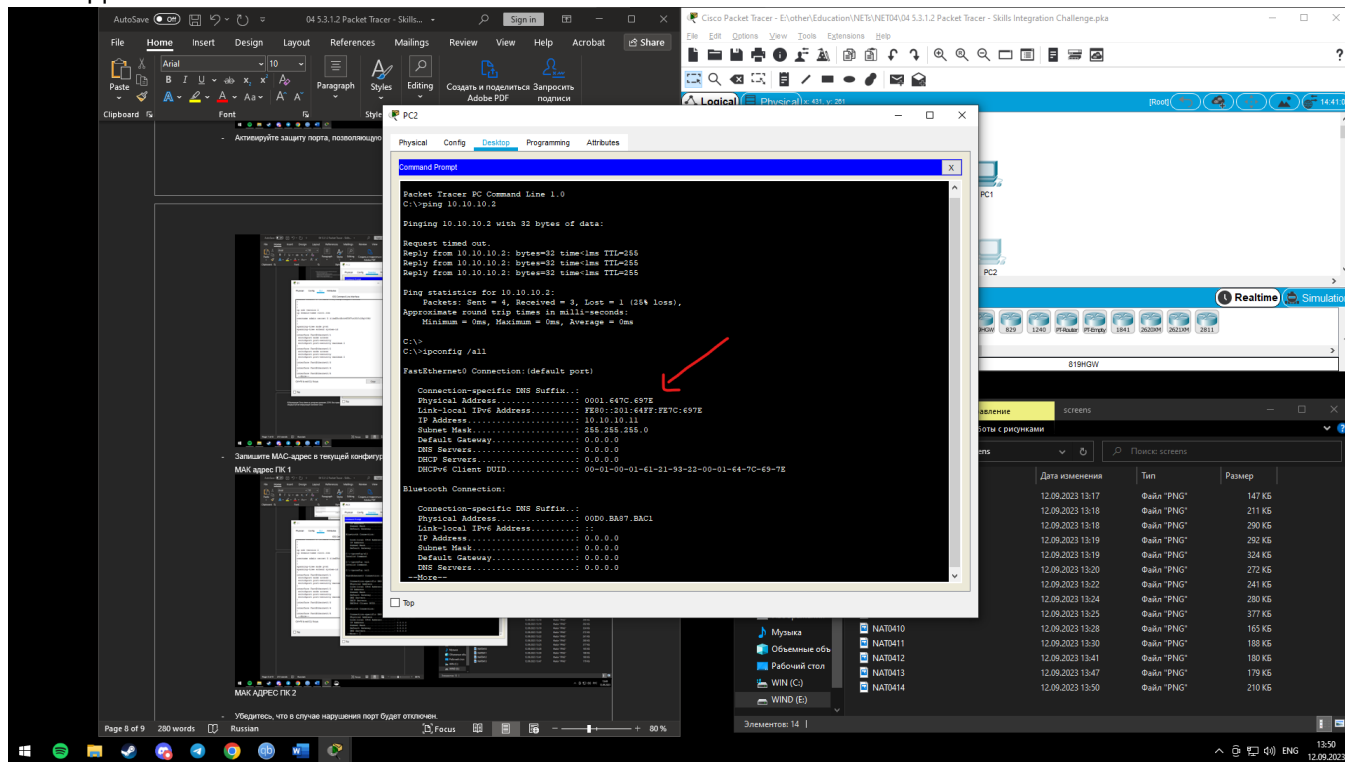 AutoSave Off 04 5.3.1.2 Packet Tracer - Skills... Sign in
File Home Insert Design Layout References Mailings Review View Help Acrobat Share
Arial 10
Paste
Paragraph Styles Editing Создать и поделиться Adobe PDF Запросить подписи
Clipboard Font Style
- Активируйте защиту порта, позволяющую
- Запишите MAC-адрес в текущей конфигур
МАК адрес ПК 1
МАК АДРЕС ПК 2
- Убедитесь, что в случае нарушения порт будет отключен.
Page 8 of 9 280 words Russian Focus 80 %
Cisco Packet Tracer - E:\other\Education\NETs\NET04\04 5.3.1.2 Packet Tracer - Skills Integration Challenge.pka
File Edit Options View Tools Extensions Help
Logical Physical x: 431, y: 261 [Root] 14:41:0
PC1
PC2
Realtime Simulatio
829 1240 PT-Router PT-Empty 1841 2620XM 2621XM 2811
819HGW
PC2
Physical Config Desktop Programming Attributes
Command Prompt X
Packet Tracer PC Command Line 1.0
C:\>ping 10.10.10.2
Pinging 10.10.10.2 with 32 bytes of data:
Request timed out.
Reply from 10.10.10.2: bytes=32 time<1ms TTL=255
Reply from 10.10.10.2: bytes=32 time<1ms TTL=255
Reply from 10.10.10.2: bytes=32 time<1ms TTL=255
Ping statistics for 10.10.10.2:
Packets: Sent = 4, Received = 3, Lost = 1 (25% loss),
Approximate round trip times in milli-seconds:
Minimum = 0ms, Maximum = 0ms, Average = 0ms
C:\>
C:\>ipconfig /all
FastEthernet0 Connection:(default port)
Connection-specific DNS Suffix..:
Physical Address................: 0001.647C.697E
Link-local IPv6 Address.........: FE80::201:64FF:FE7C:697E
IP Address......................: 10.10.10.11
Subnet Mask.....................: 255.255.255.0
Default Gateway.................: 0.0.0.0
DNS Servers.....................: 0.0.0.0
DHCP Servers....................: 0.0.0.0
DHCPv6 Client DUID..............: 00-01-00-01-61-21-93-22-00-01-64-7C-69-7E
Bluetooth Connection:
Connection-specific DNS Suffix..:
Physical Address................: 00D0.BA87.BAC1
Link-local IPv6 Address.........: ::
IP Address......................: 0.0.0.0
Subnet Mask.....................: 0.0.0.0
Default Gateway.................: 0.0.0.0
DNS Servers.....................: 0.0.0.0
--More--
Top
авление screens
боты с рисунками
ens Поиск: screens
Дата изменения Тип Размер
12.09.2023 13:17 Файл "PNG" 147 КБ
12.09.2023 13:18 Файл "PNG" 211 КБ
12.09.2023 13:18 Файл "PNG" 290 КБ
12.09.2023 13:19 Файл "PNG" 292 КБ
12.09.2023 13:19 Файл "PNG" 324 КБ
12.09.2023 13:20 Файл "PNG" 272 КБ
12.09.2023 13:22 Файл "PNG" 241 КБ
12.09.2023 13:24 Файл "PNG" 280 КБ
12.09.2023 13:25 Файл "PNG" 377 КБ
NAT0410 12.09.2023 13:28 Файл "PNG" 165 КБ
NAT0411 12.09.2023 13:30 Файл "PNG" 188 КБ
NAT0412 12.09.2023 13:41 Файл "PNG" 180 КБ
NAT0413 12.09.2023 13:47 Файл "PNG" 179 КБ
NAT0414 12.09.2023 13:50 Файл "PNG" 210 КБ
Музыка
Объемные объ
Рабочий стол
WIN (C:)
WIND (E:)
Элементов: 14
ENG 13:50
12.09.2023